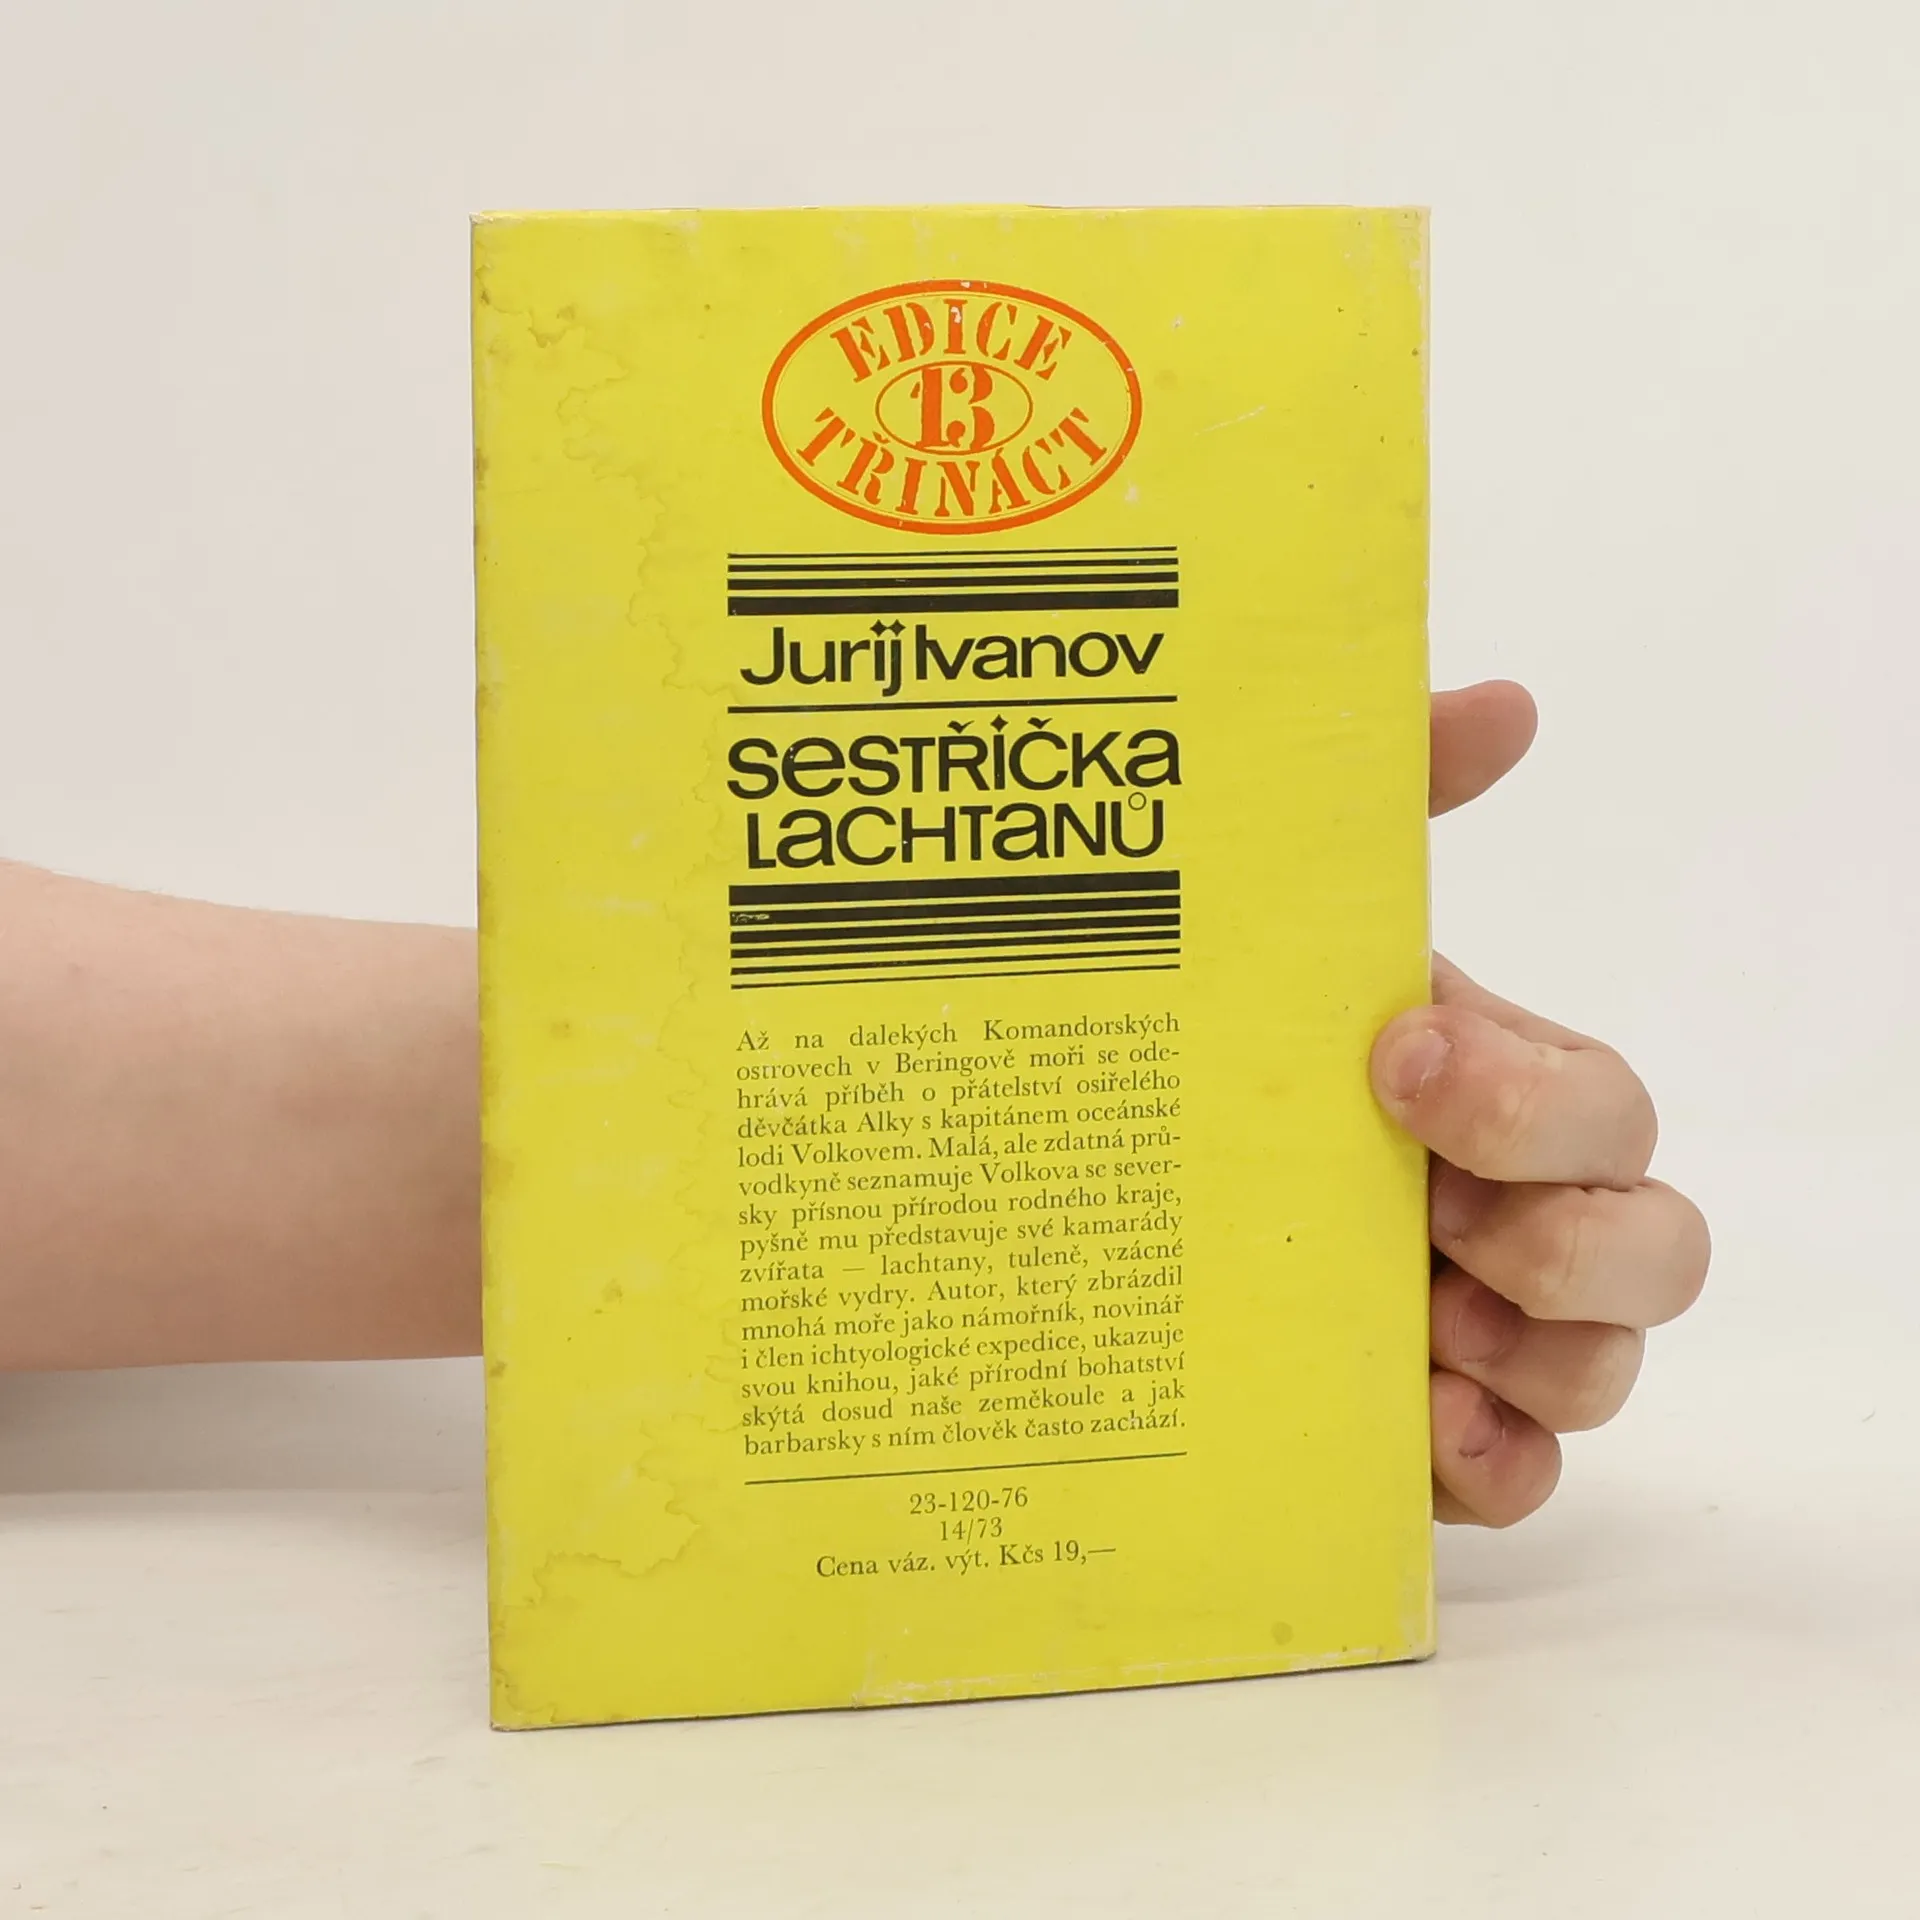 EDICE
13
TŘINÁCT
Jurij Ivanov
SESTŘIČKA
LACHTANŮ
Až na dalekých Komandorských
ostrovech v Beringově moři se ode-
hrává příběh o přátelství osiřelého
děvčátka Alky s kapitánem oceánské
lodi Volkovem. Malá, ale zdatná prů-
vodkyně seznamuje Volkova se sever-
sky přísnou přírodou rodného kraje,
pyšně mu představuje své kamarády
zvířata — lachtany, tuleně, vzácné
mořské vydry. Autor, který zbrázdil
mnohá moře jako námořník, novinář
i člen ichtyologické expedice, ukazuje
svou knihou, jaké přírodní bohatství
skýtá dosud naše zeměkoule a jak
barbarsky s ním člověk často zachází.
23-120-76
14/73
Cena váz. výt. Kčs 19,—